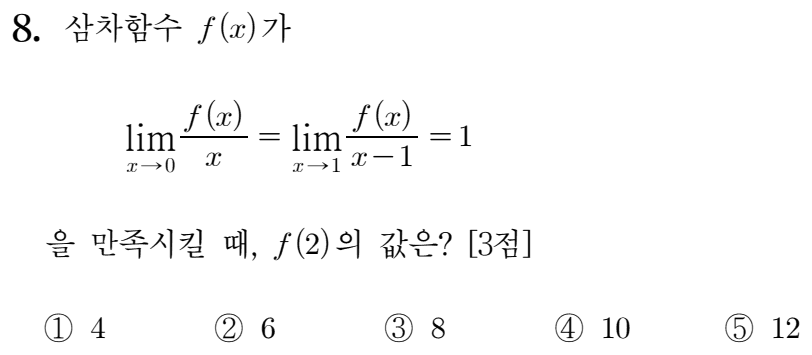 8. 삼차함수 f(x)가
lim_{x→0} f(x)/x = lim_{x→1} f(x)/(x−1) = 1
을 만족시킬 때, f(2)의 값은? [3점]
① 4 ② 6 ③ 8 ④ 10 ⑤ 12